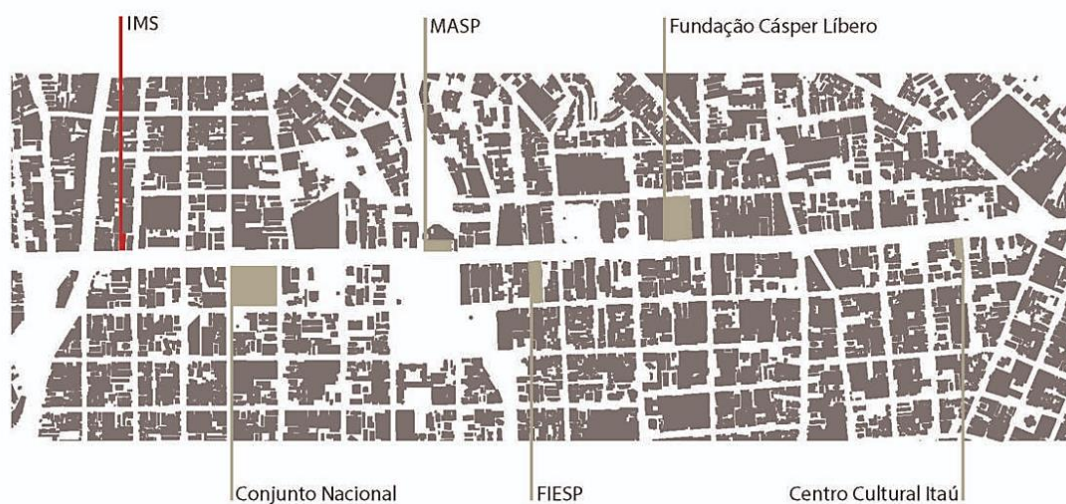 IMS
MASP
Fundação Cásper Líbero
Conjunto Nacional
FIESP
Centro Cultural Itaú